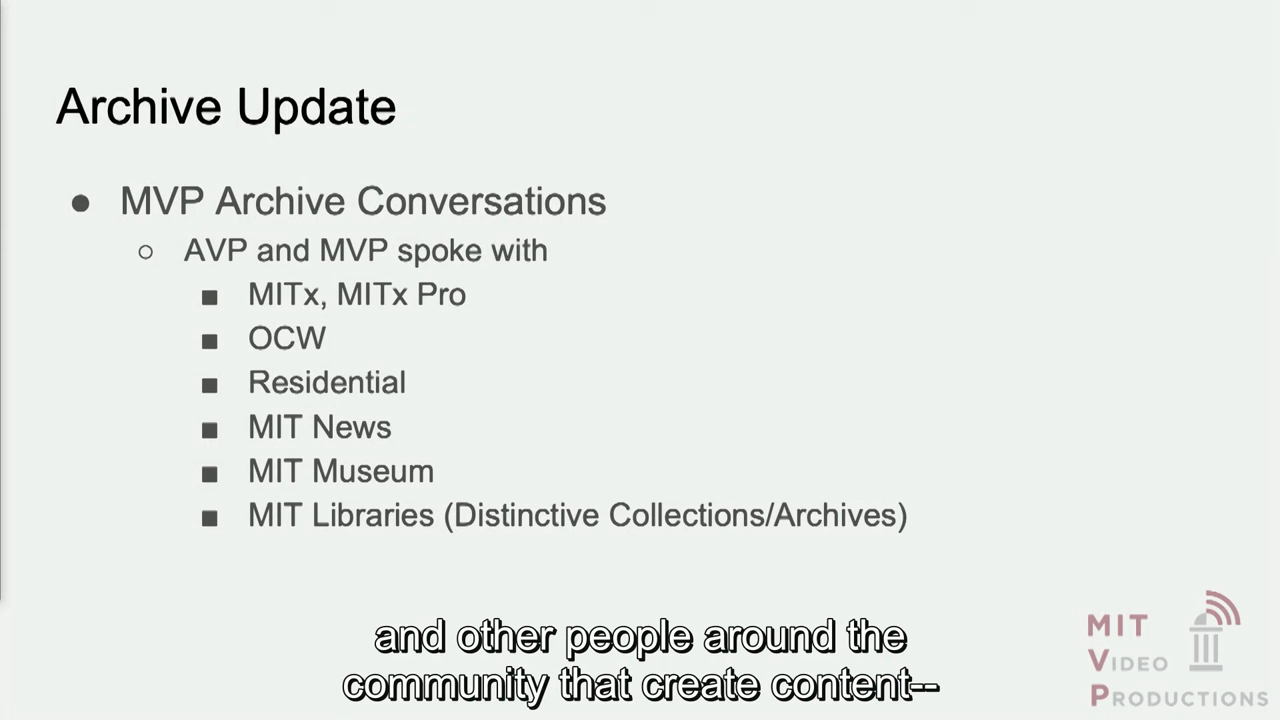 Archive Update
● MVP Archive Conversations
○ AVP and MVP spoke with
■ MITx, MITx Pro
■ OCW
■ Residential
■ MIT News
■ MIT Museum
■ MIT Libraries (Distinctive Collections/Archives)
and other people around the
community that create content--
MIT
VIDEO
PRODUCTIONS